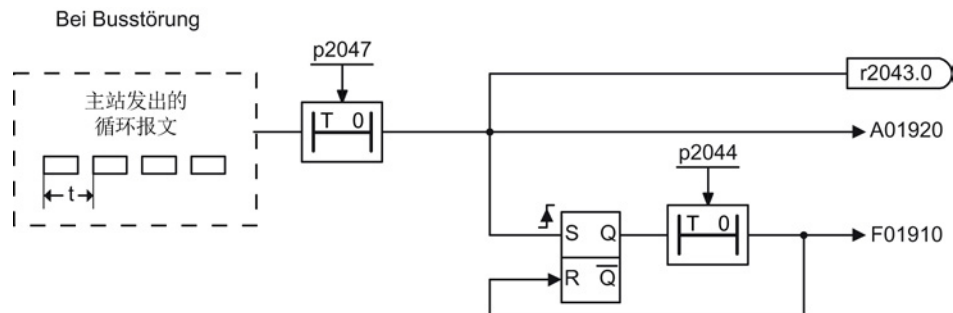 Bei Busstörung
p2047
r2043.0
主站发出的
循环报文
T 0
A01920
p2044
t
S Q
T 0
F01910
R Q̅